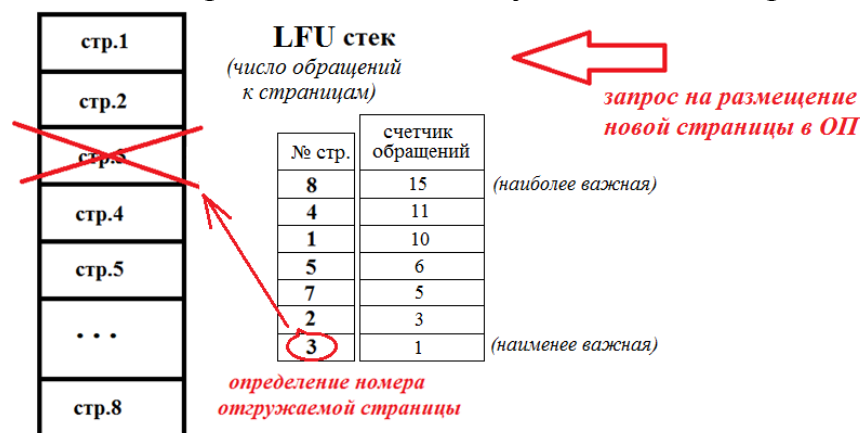 стр.1
стр.2
стр.3
стр.4
стр.5
...
стр.8
LFU стек
(число обращений
к страницам)
№ стр. счетчик обращений
8 15 (наиболее важная)
4 11
1 10
5 6
7 5
2 3
3 1 (наименее важная)
запрос на размещение
новой страницы в ОП
определение номера
отгружаемой страницы